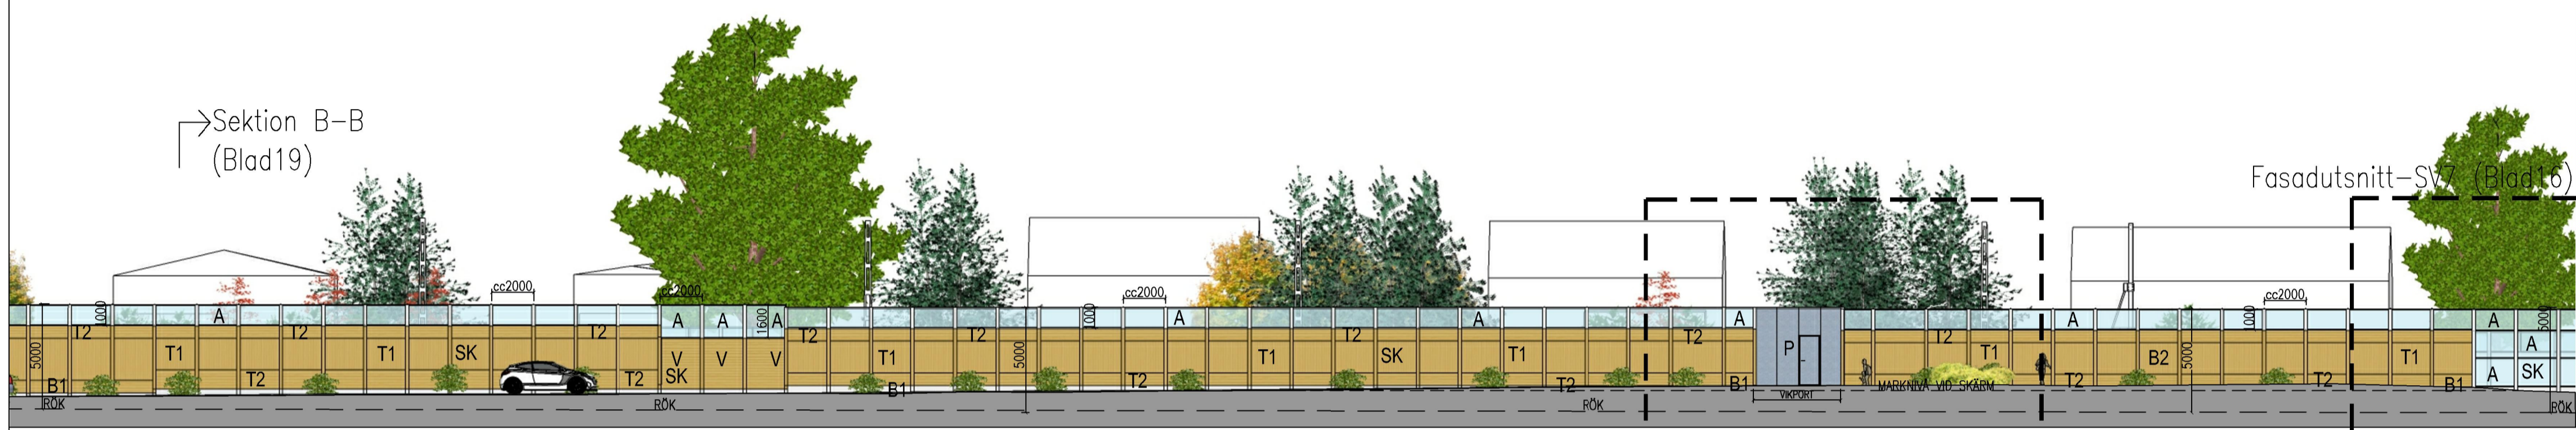 Sektion B-B
(Blad19)
Fasadutsnitt-SV7 (Blad16)
cc2000
cc2000
cc2000
cc2000
1000
A
A
A
A
1600
1000
A
A
A
A
1000
A
5000
T2
T2
T2
T2
T2
T2
T2
T2
5000
T1
T1
SK
V
V
V
T1
5000
T1
SK
T1
P
T1
B2
5000
T1
A
B1
T2
T2
SK
B1
T2
T2
B1
VIKPORT
MARKNIVÅ VID SKÄRM
T2
T2
B1
A
SK
RÖK
RÖK
RÖK
RÖK